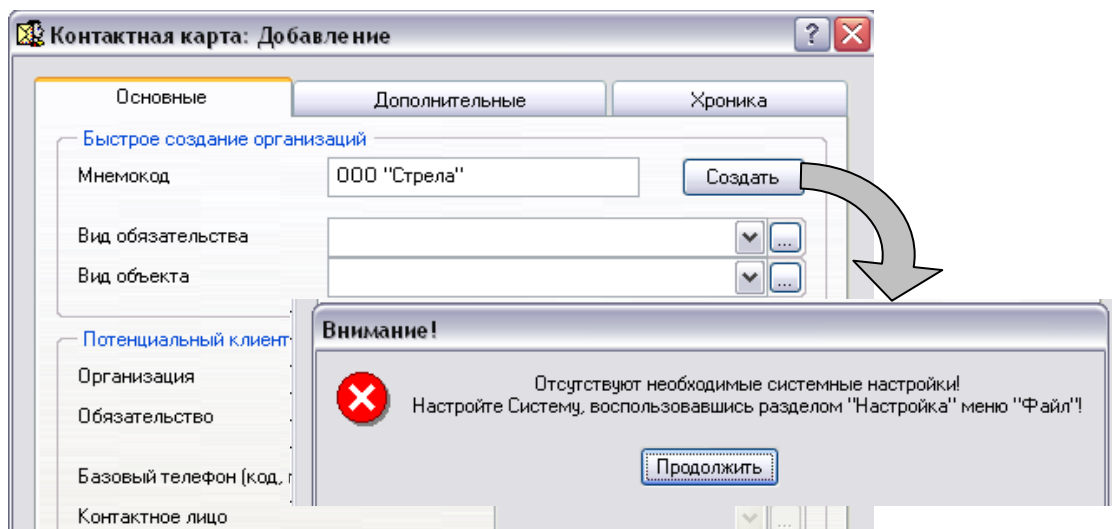 Контактная карта: Добавление
Основные
Дополнительные
Хроника
Быстрое создание организаций
Мнемокод
ООО "Стрела"
Создать
Вид обязательства
...
Вид объекта
...
Потенциальный клиент
Организация
Обязательство
Базовый телефон (код,
Контактное лицо
...
Внимание!
Отсутствуют необходимые системные настройки!
Настройте Систему, воспользовавшись разделом "Настройка" меню "Файл"!
Продолжить